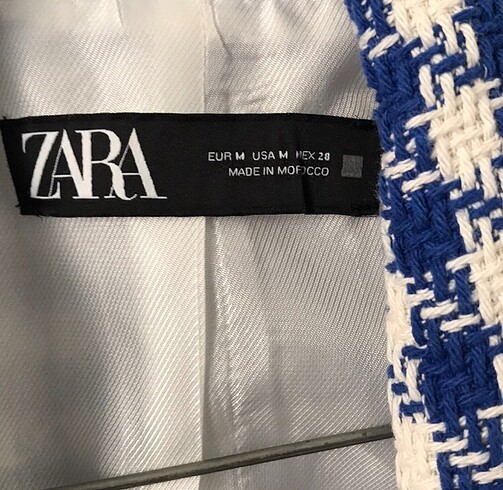 ZARA
EUR M USA M MEX 28
MADE IN MOROCCO